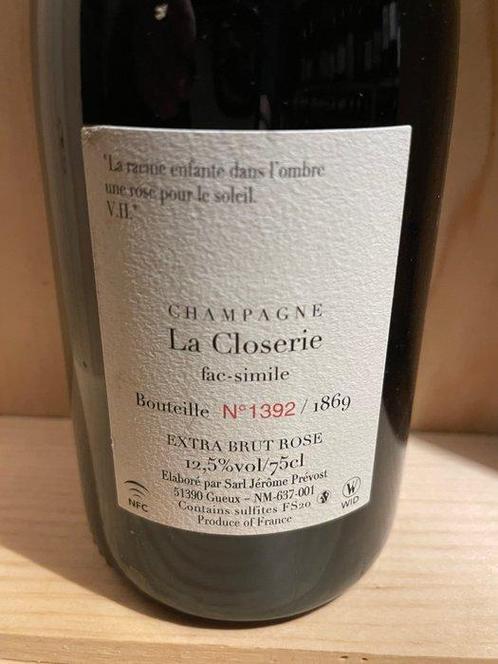 "La racine enfante dans l'ombre
une rose pour le soleil.
V.H."
CHAMPAGNE
La Closerie
fac-simile
Bouteille N°1392 / 1869
EXTRA BRUT ROSE
12,5%vol/75cl
Elaboré par Sarl Jérôme Prévost
51390 Gueux - NM-637-001
Contains sulfites FS20
Produce of France
NFC
W
WID